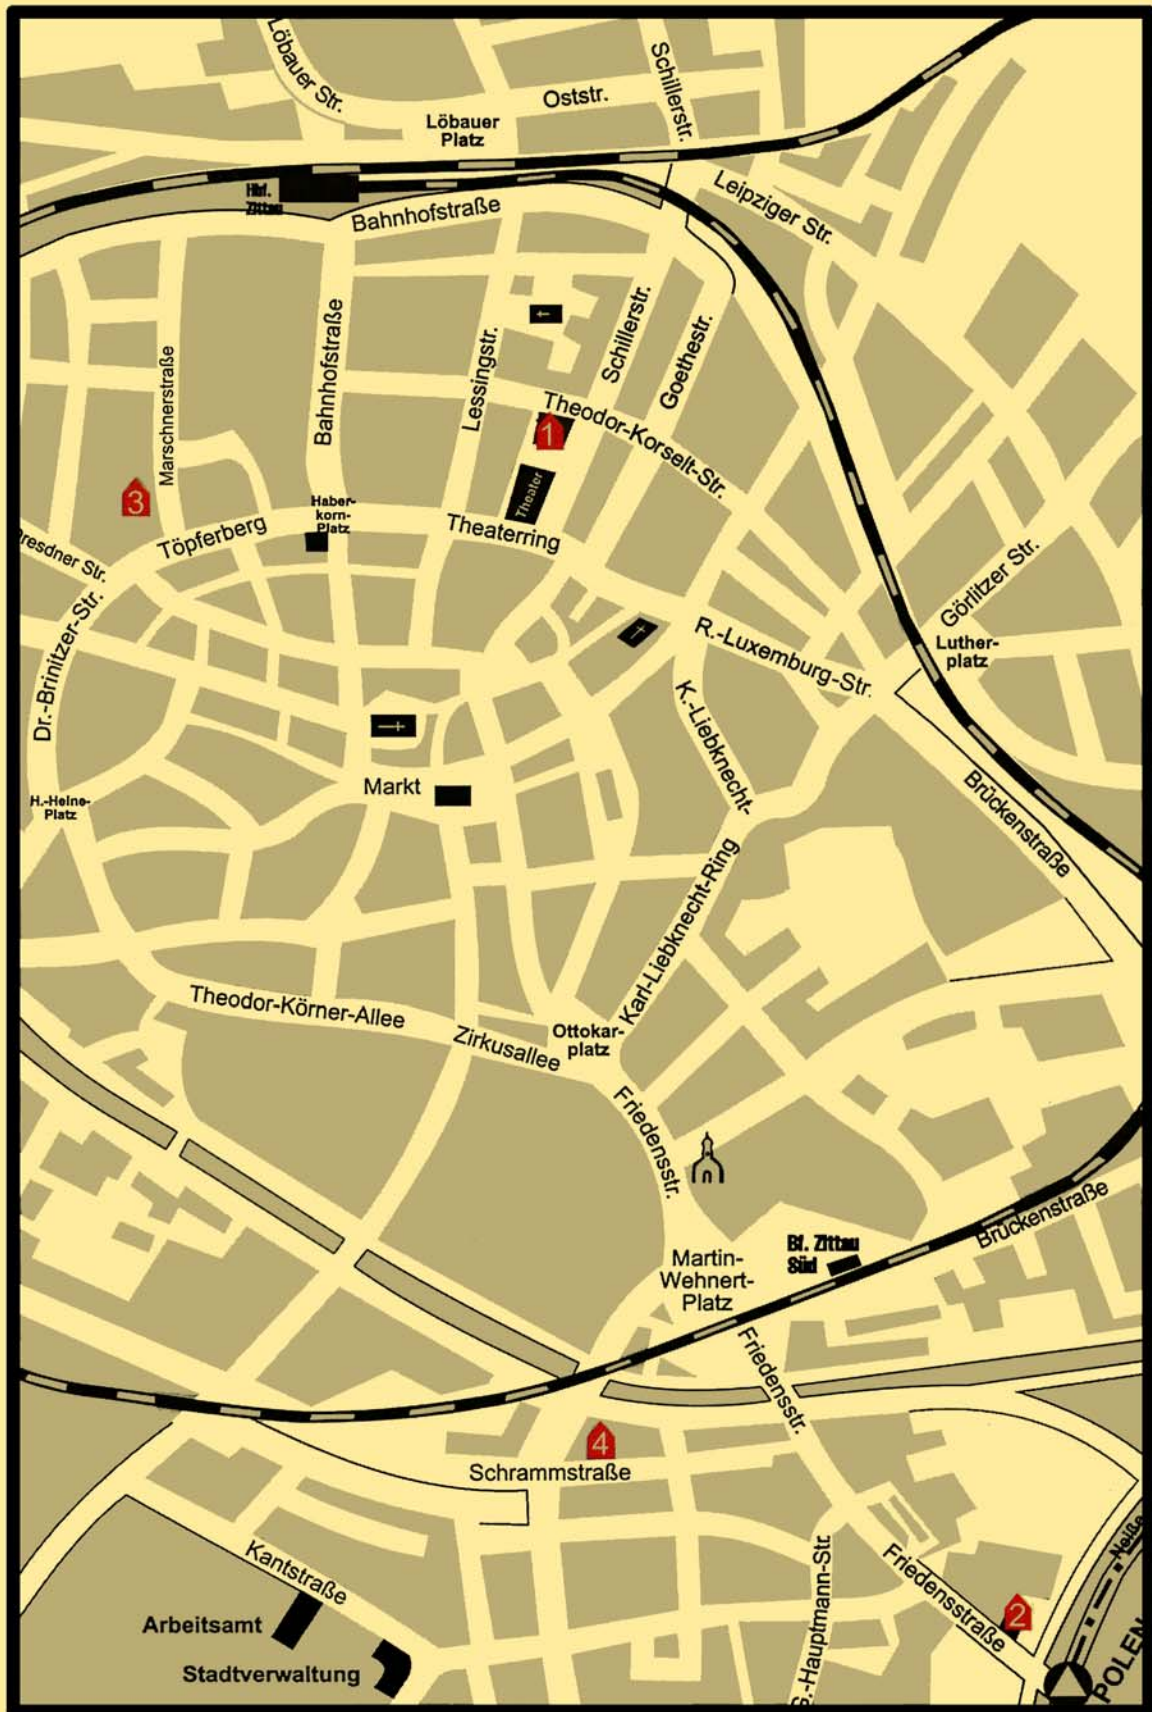 Löbauer Str.
Löbauer
Platz
Oststr.
Schillerstr.
Hbf.
Zittau
Bahnhofstraße
Leipziger Str.
Marschnerstraße
Bahnhofstraße
Lessingstr.
Schillerstr.
Goethestr.
Theodor-Korselt-Str.
1
Theater
3
Haber-
korn-
Platz
Töpferberg
Theaterring
Dresdner Str.
Dr.-Brinitzer-Str.
Görlitzer Str.
Luther-
platz
R.-Luxemburg-Str.
K.-Liebknecht-
Markt
H.-Heine-
Platz
Brückenstraße
Karl-Liebknecht-Ring
Theodor-Körner-Allee
Zirkusallee
Ottokar-
platz
Friedensstr.
Brückenstraße
Bf. Zittau
Süd
Martin-
Wehnert-
Platz
Friedensstr.
4
Schrammstraße
Kantstraße
Arbeitsamt
Stadtverwaltung
G.-Hauptmann-Str.
Friedensstraße
2
Neiße
POLEN